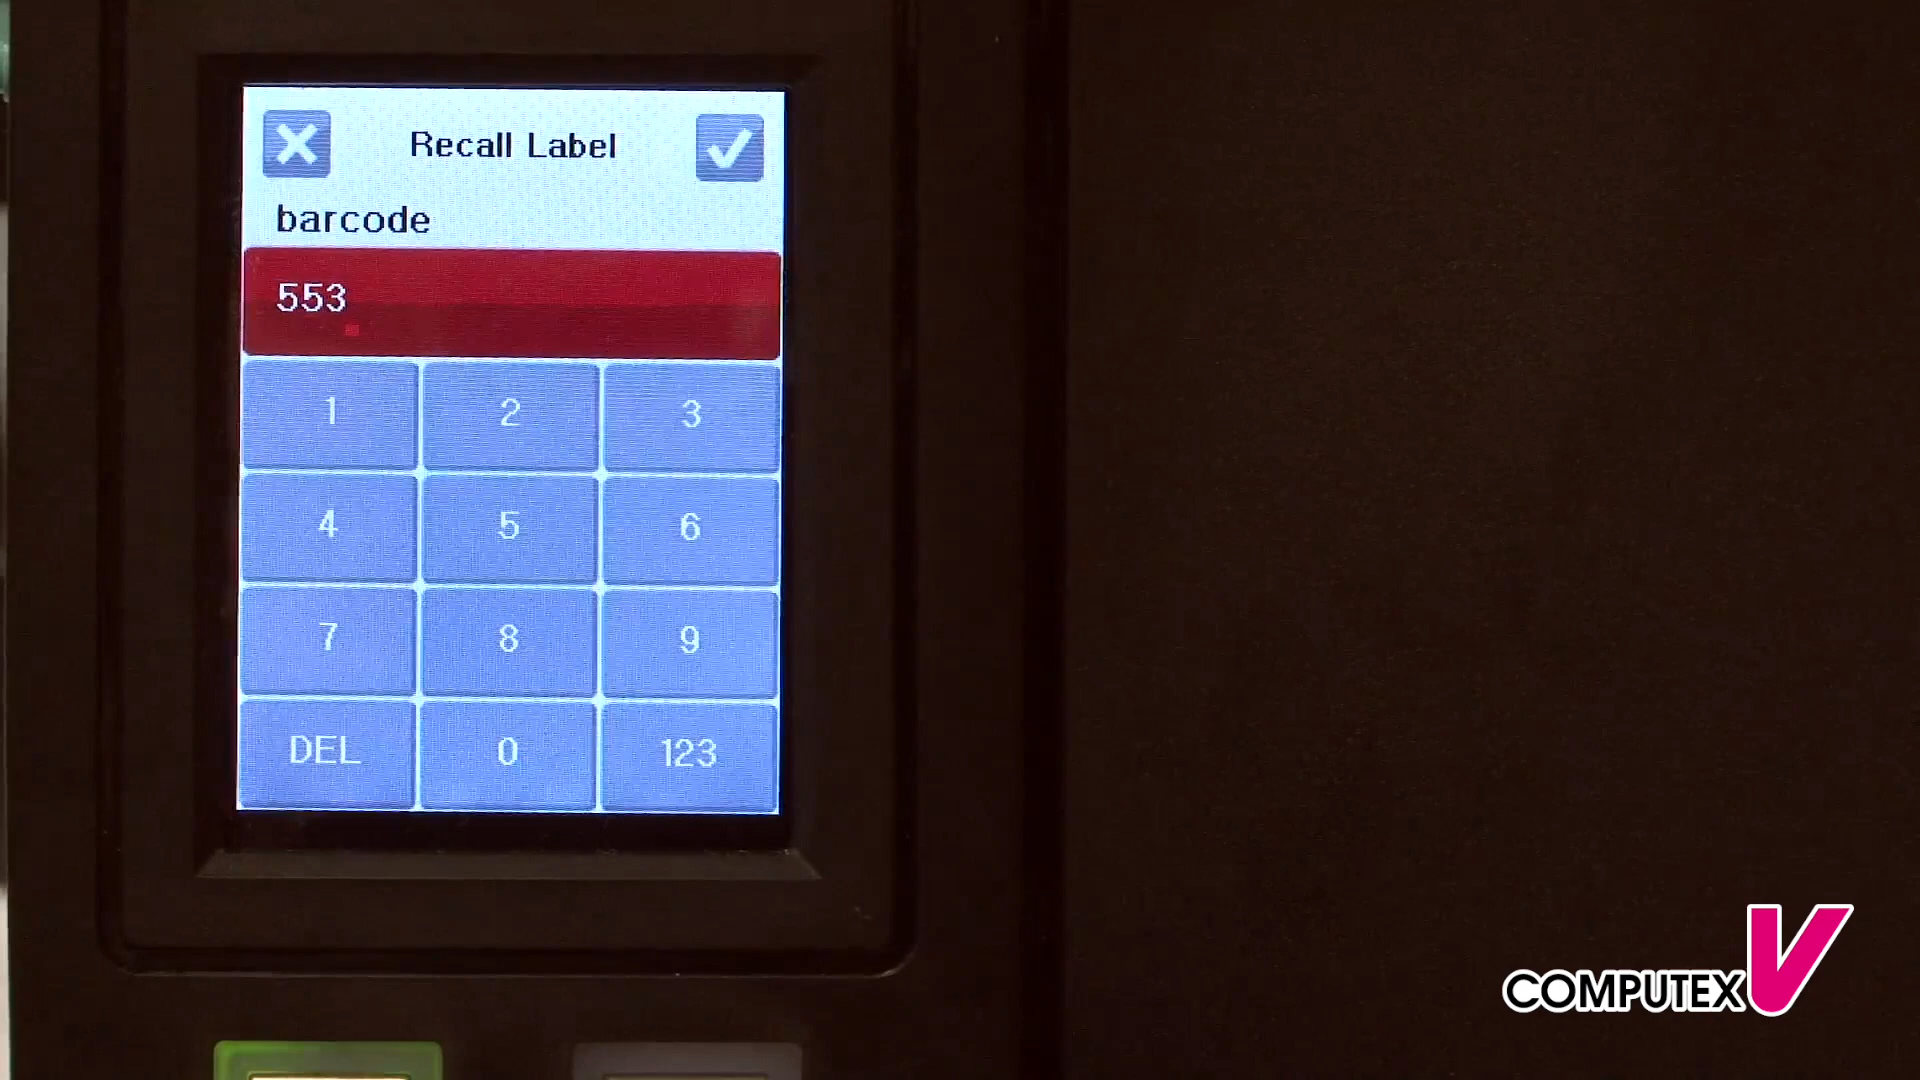 Recall Label
barcode
553
1 2 3
4 5 6
7 8 9
DEL 0 123
COMPUTEX V